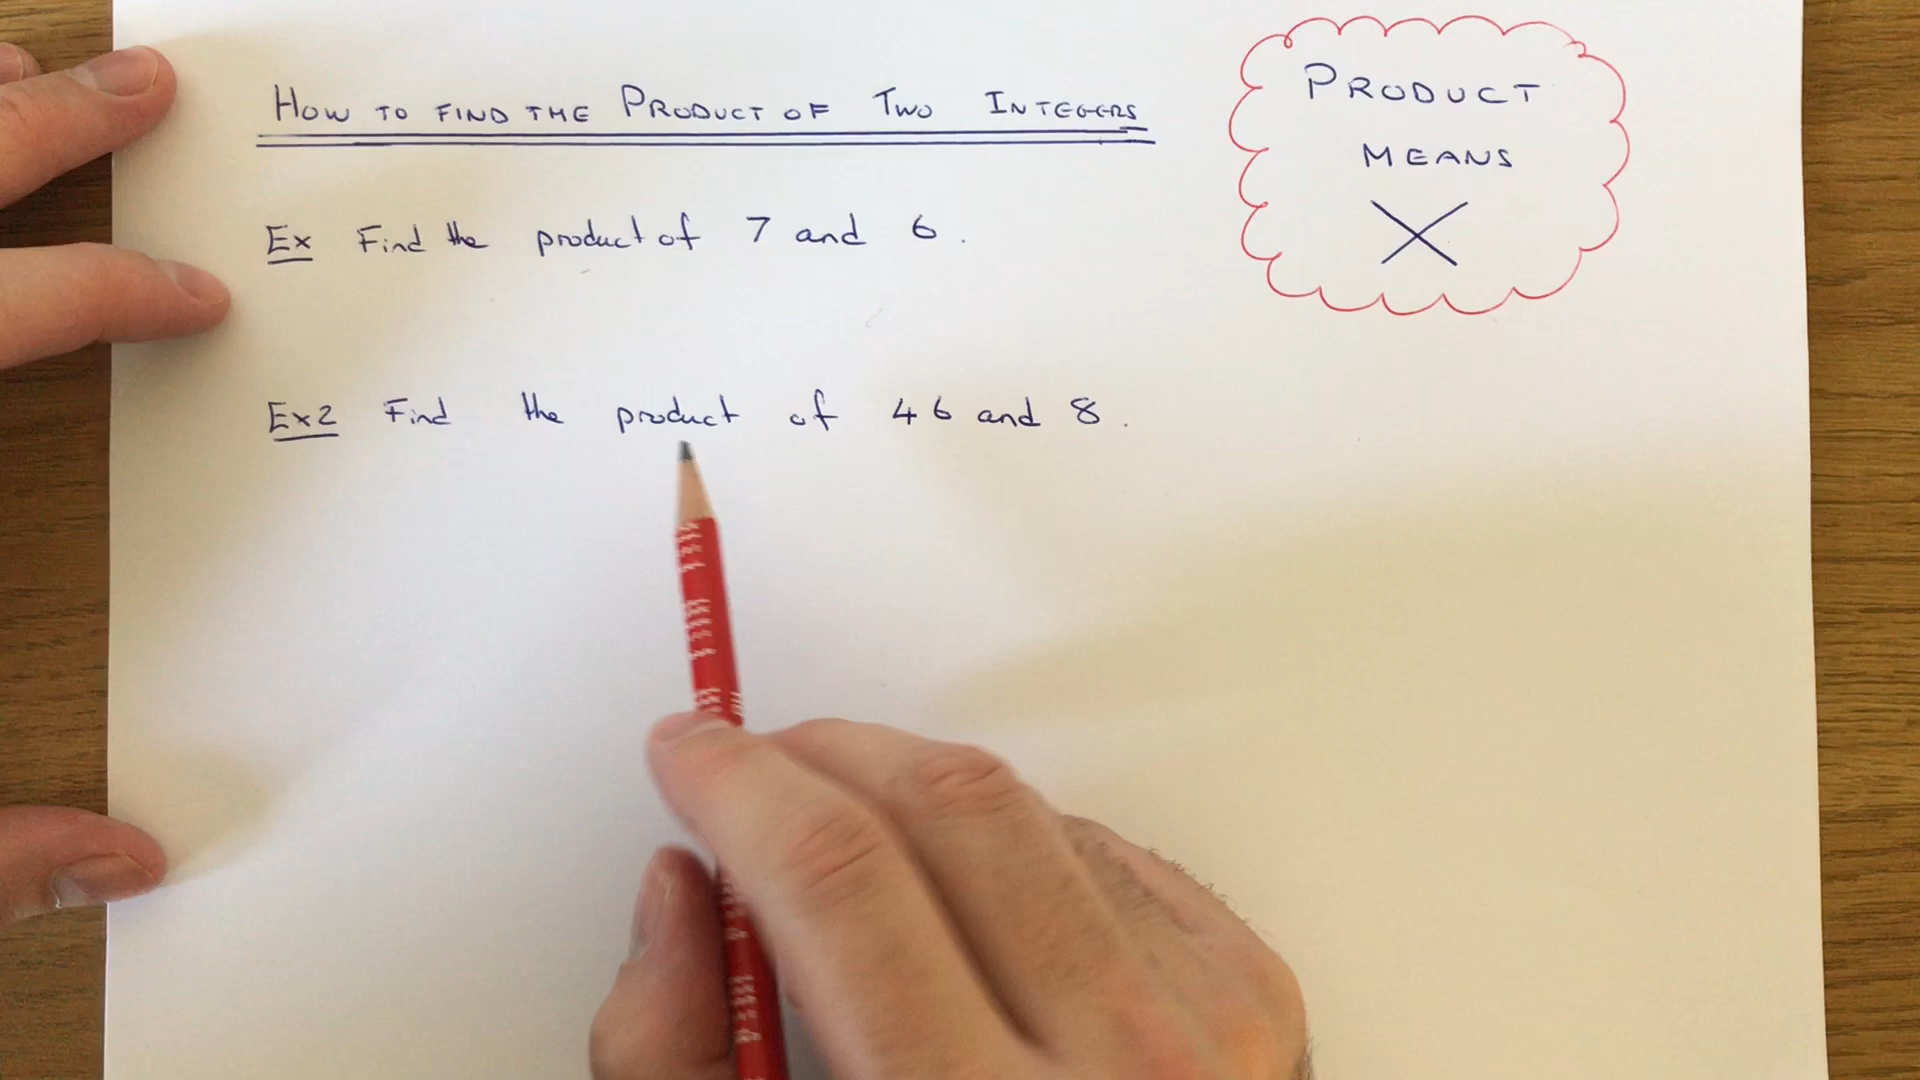 HOW TO FIND THE PRODUCT OF TWO INTEGERS
PRODUCT
MEANS
×
Ex Find the product of 7 and 6.
Ex2 Find the product of 46 and 8.